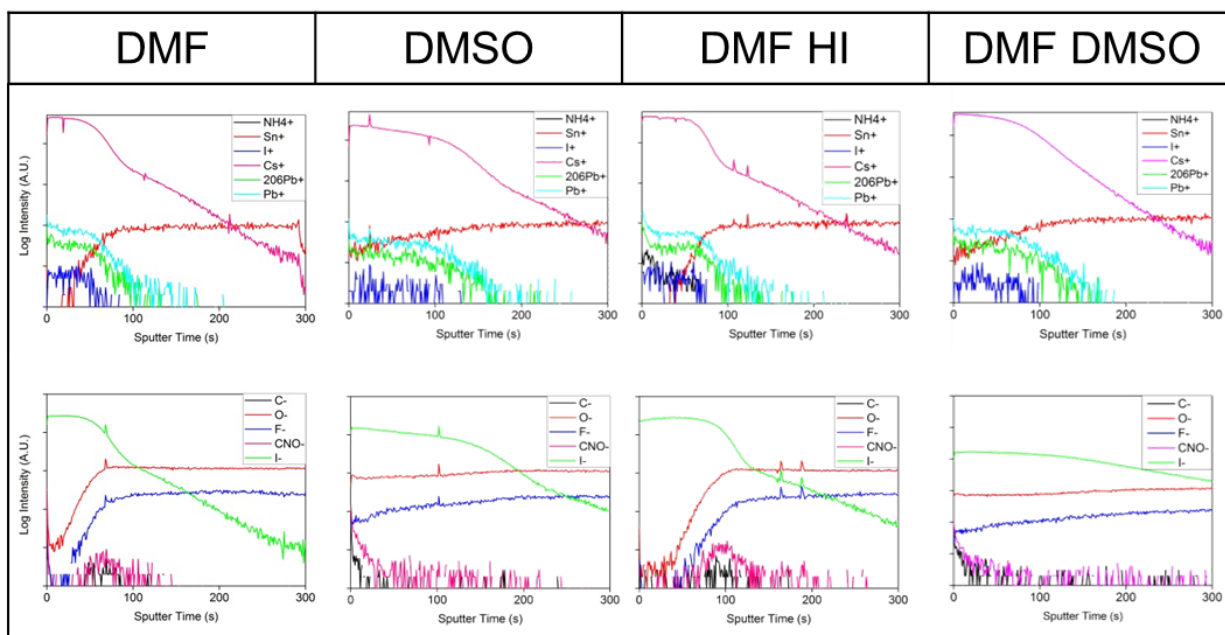 DMF DMSO DMF HI DMF DMSO
Log Intensity (A.U.)
NH4+
Sn+
I+
Cs+
206Pb+
Pb+
0 100 200 300
Sputter Time (s)
NH4+
Sn+
I+
Cs+
206Pb+
Pb+
0 100 200 300
Sputter Time (s)
NH4+
Sn+
I+
Cs+
206Pb+
Pb+
0 100 200 300
Sputter Time (s)
NH4+
Sn+
I+
Cs+
206Pb+
Pb+
0 100 200 300
Sputter Time (s)
Log Intensity (A.U.)
C-
O-
F-
CNO-
I-
0 100 200 300
Sputter Time (s)
C-
O-
F-
CNO-
I-
0 100 200 300
Sputter Time (s)
C-
O-
F-
CNO-
I-
0 100 200 300
Sputter Time (s)
C-
O-
F-
CNO-
I-
0 100 200 300
Sputter Time (s)